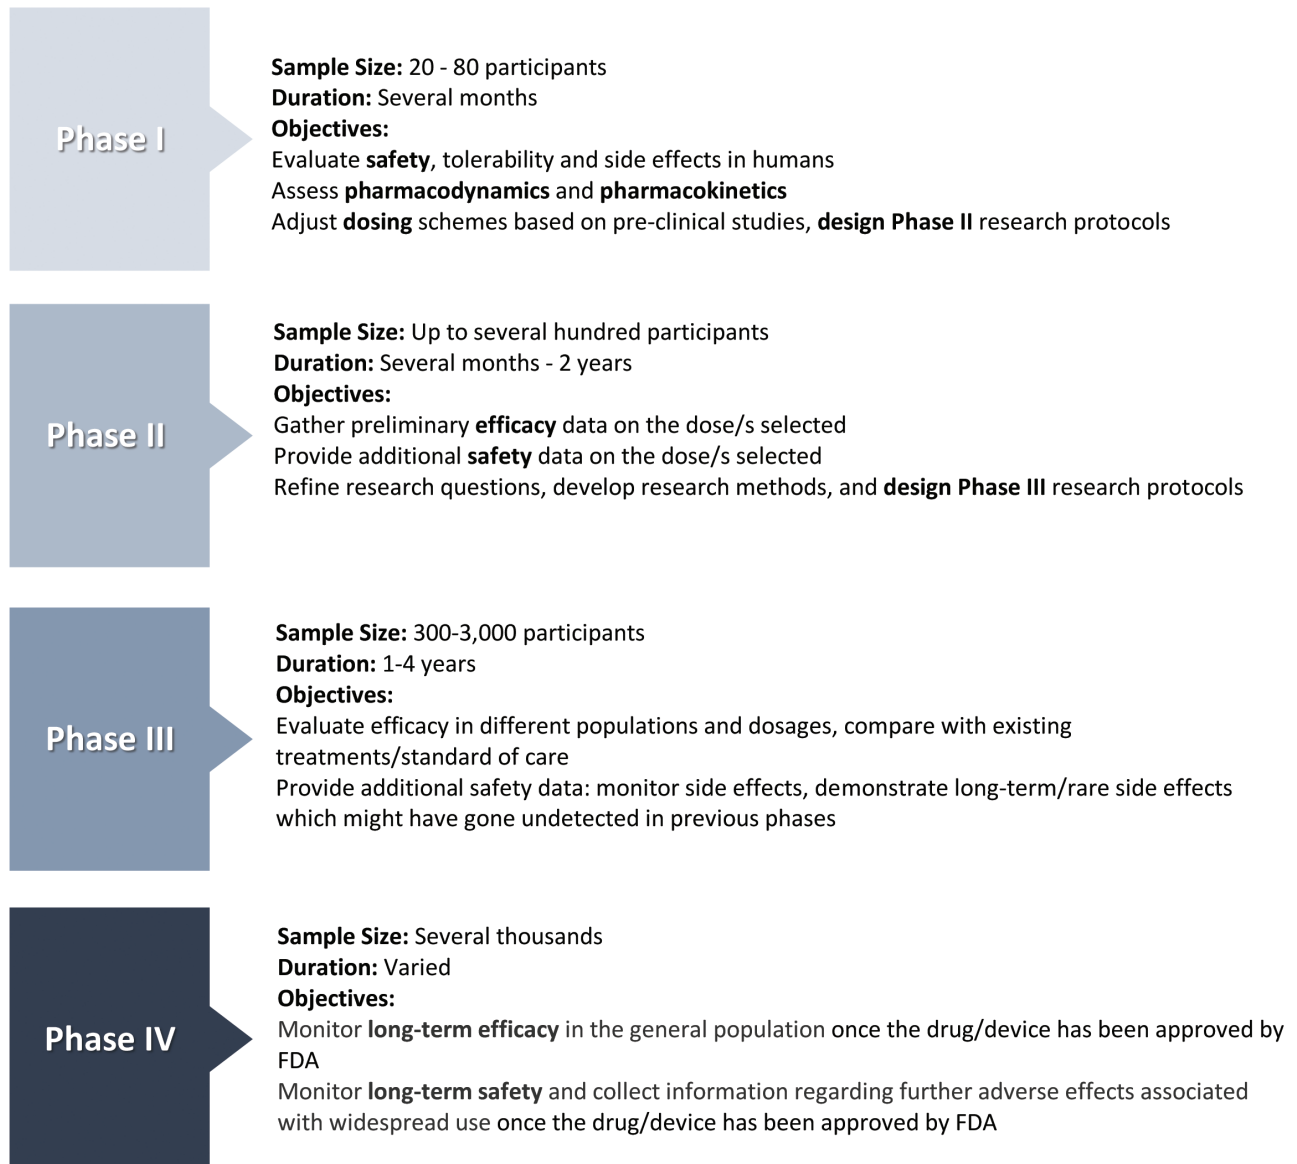 Phase I
Sample Size: 20 - 80 participants
Duration: Several months
Objectives:
Evaluate safety, tolerability and side effects in humans
Assess pharmacodynamics and pharmacokinetics
Adjust dosing schemes based on pre-clinical studies, design Phase II research protocols
Phase II
Sample Size: Up to several hundred participants
Duration: Several months - 2 years
Objectives:
Gather preliminary efficacy data on the dose/s selected
Provide additional safety data on the dose/s selected
Refine research questions, develop research methods, and design Phase III research protocols
Phase III
Sample Size: 300-3,000 participants
Duration: 1-4 years
Objectives:
Evaluate efficacy in different populations and dosages, compare with existing
treatments/standard of care
Provide additional safety data: monitor side effects, demonstrate long-term/rare side effects
which might have gone undetected in previous phases
Phase IV
Sample Size: Several thousands
Duration: Varied
Objectives:
Monitor long-term efficacy in the general population once the drug/device has been approved by
FDA
Monitor long-term safety and collect information regarding further adverse effects associated
with widespread use once the drug/device has been approved by FDA